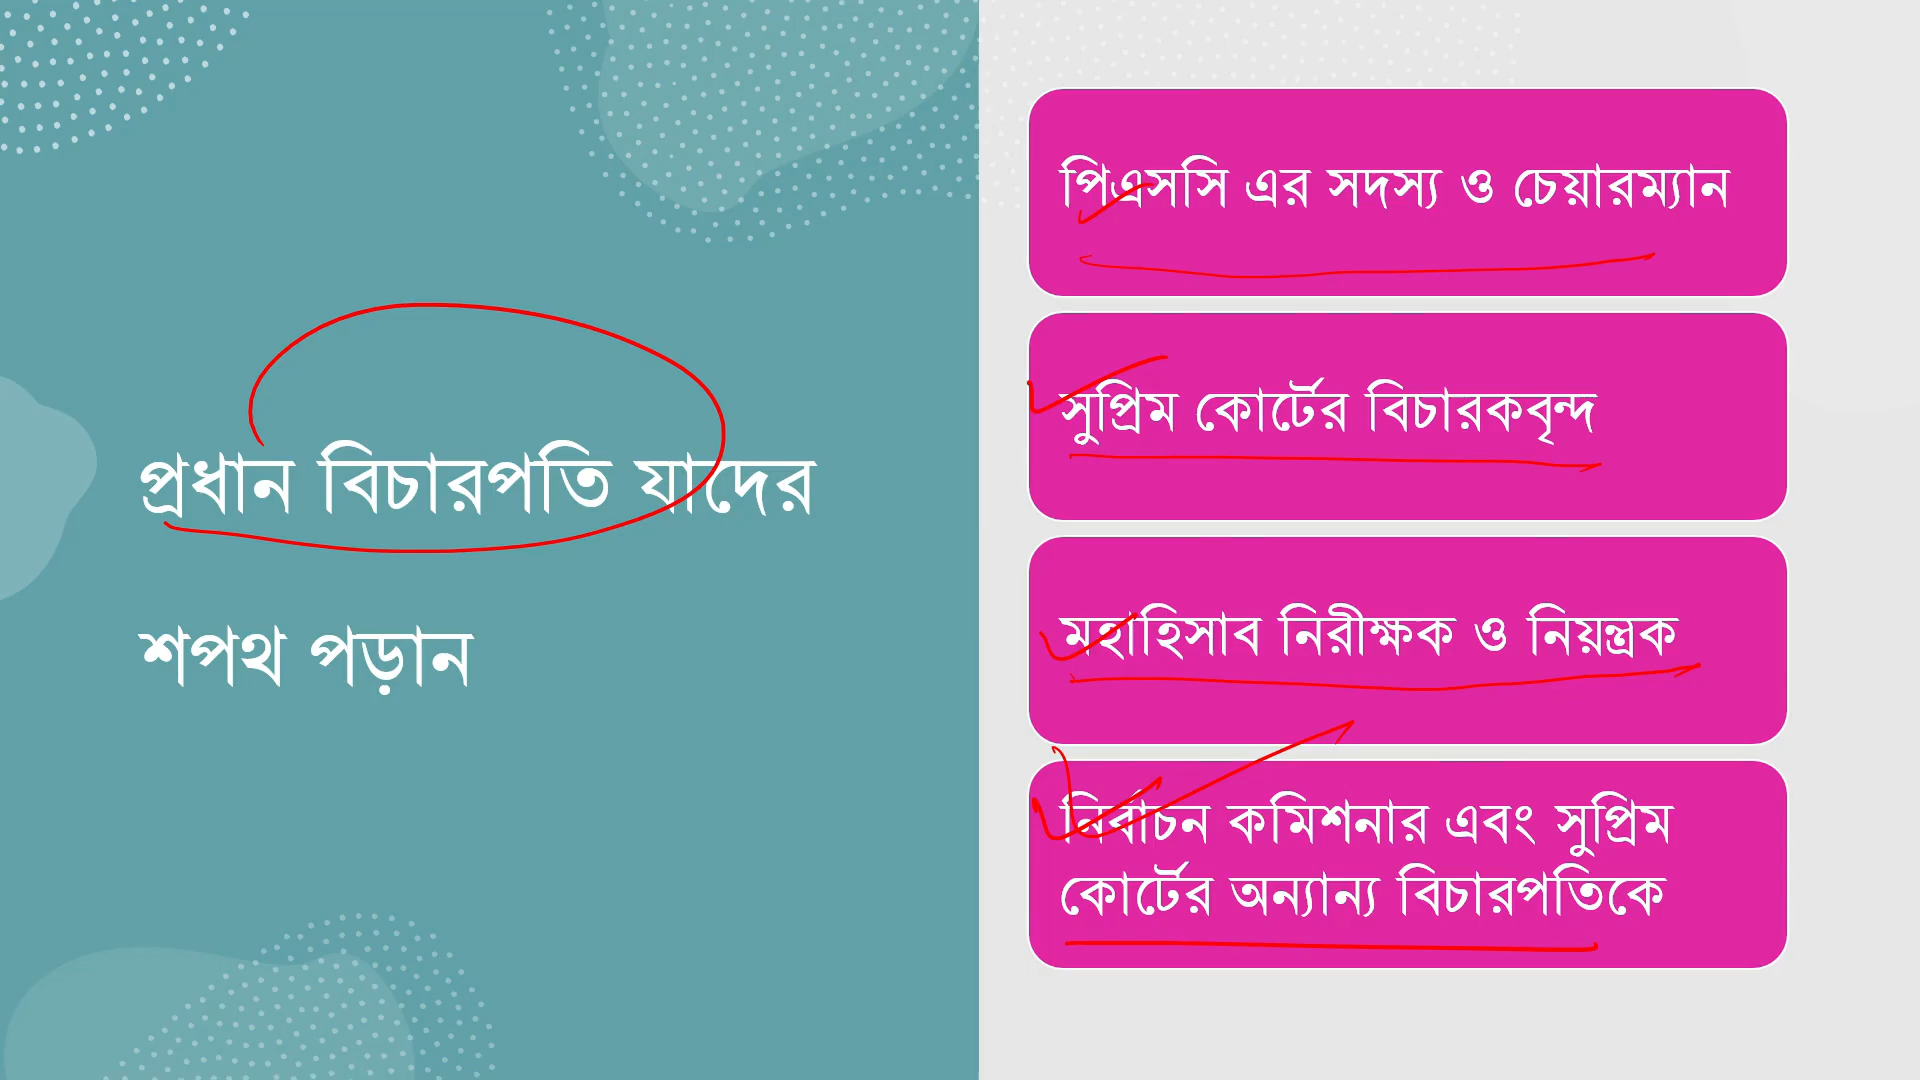 প্রধান বিচারপতি যাদের
শপথ পড়ান
পিএসসি এর সদস্য ও চেয়ারম্যান
সুপ্রিম কোর্টের বিচারকবৃন্দ
মহাহিসাব নিরীক্ষক ও নিয়ন্ত্রক
নির্বাচন কমিশনার এবং সুপ্রিম
কোর্টের অন্যান্য বিচারপতিকে